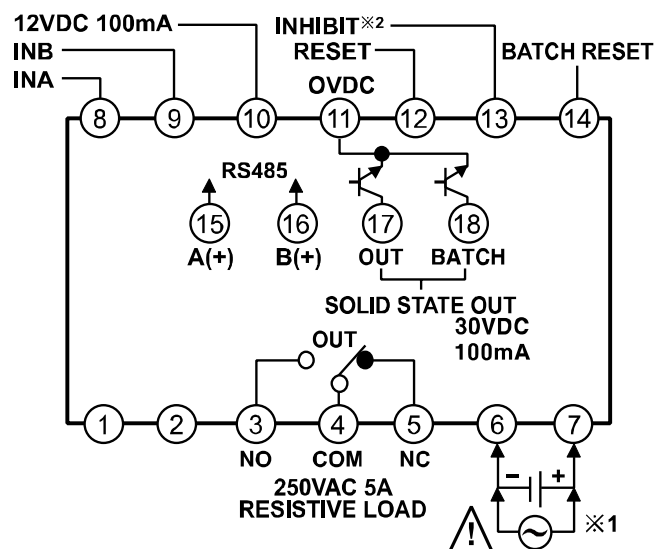 12VDC 100mA
INB
INA
INHIBIT※2
RESET
OVDC
BATCH RESET
8 9 10 11 12 13 14
RS485
15 16 17 18
A(+) B(+) OUT BATCH
SOLID STATE OUT
30VDC
100mA
OUT
1 2 3 4 5 6 7
NO COM NC
250VAC 5A
RESISTIVE LOAD
− +
! ~ ※1